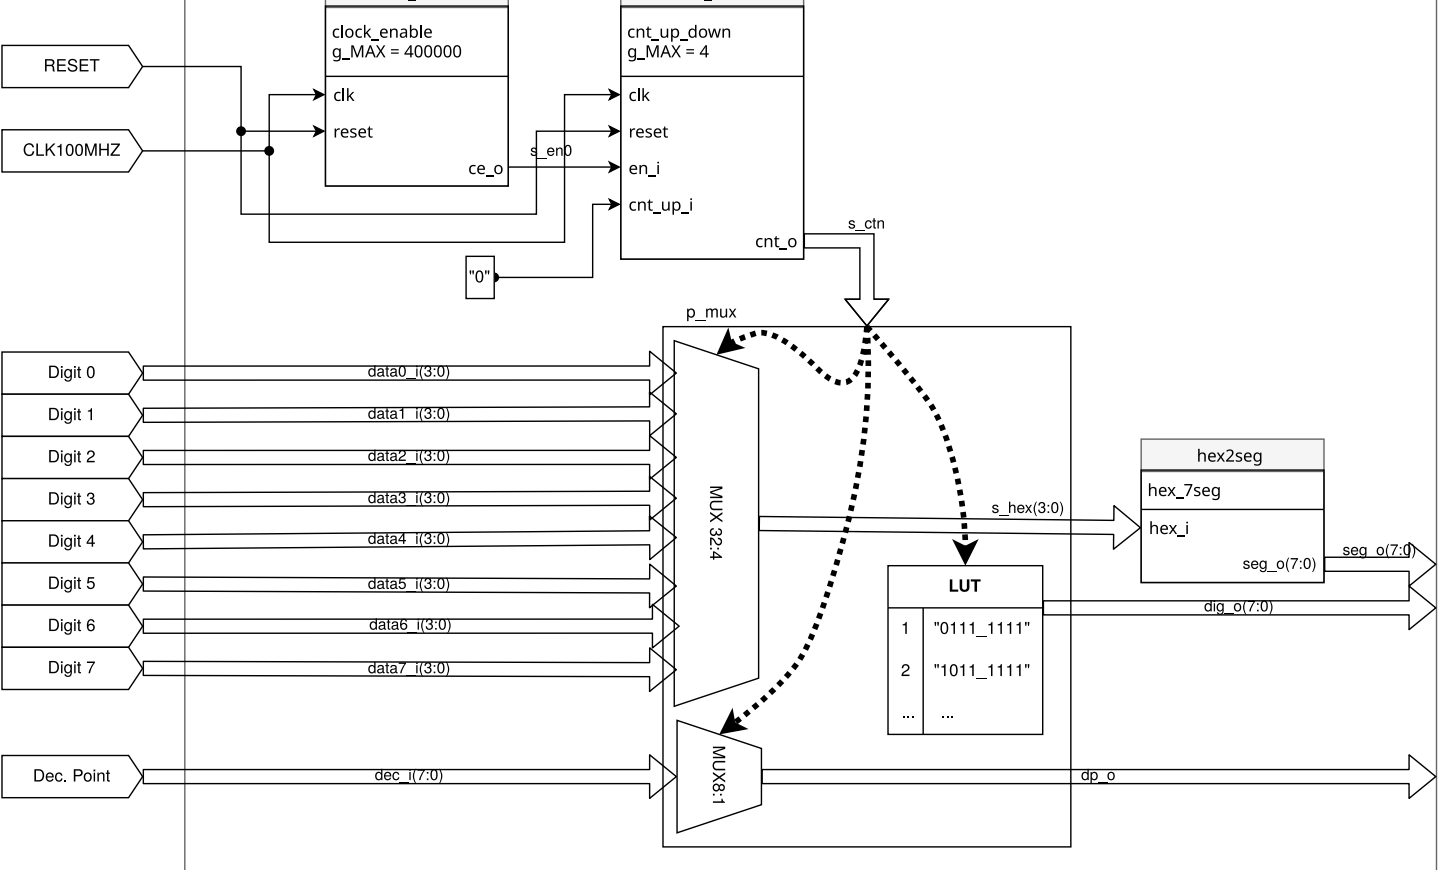 clock_enable
g_MAX = 400000
clk
reset
ce_o
cnt_up_down
g_MAX = 4
clk
reset
en_i
cnt_up_i
cnt_o
RESET
CLK100MHZ
s_en0
"0"
s_ctn
p_mux
Digit 0
data0_i(3:0)
Digit 1
data1_i(3:0)
Digit 2
data2_i(3:0)
Digit 3
data3_i(3:0)
Digit 4
data4_i(3:0)
Digit 5
data5_i(3:0)
Digit 6
data6_i(3:0)
Digit 7
data7_i(3:0)
Dec. Point
dec_i(7:0)
MUX 32:4
MUX8:1
s_hex(3:0)
LUT
1 "0111_1111"
2 "1011_1111"
... ...
hex2seg
hex_7seg
hex_i
seg_o(7:0)
seg_o(7:0)
dig_o(7:0)
dp_o